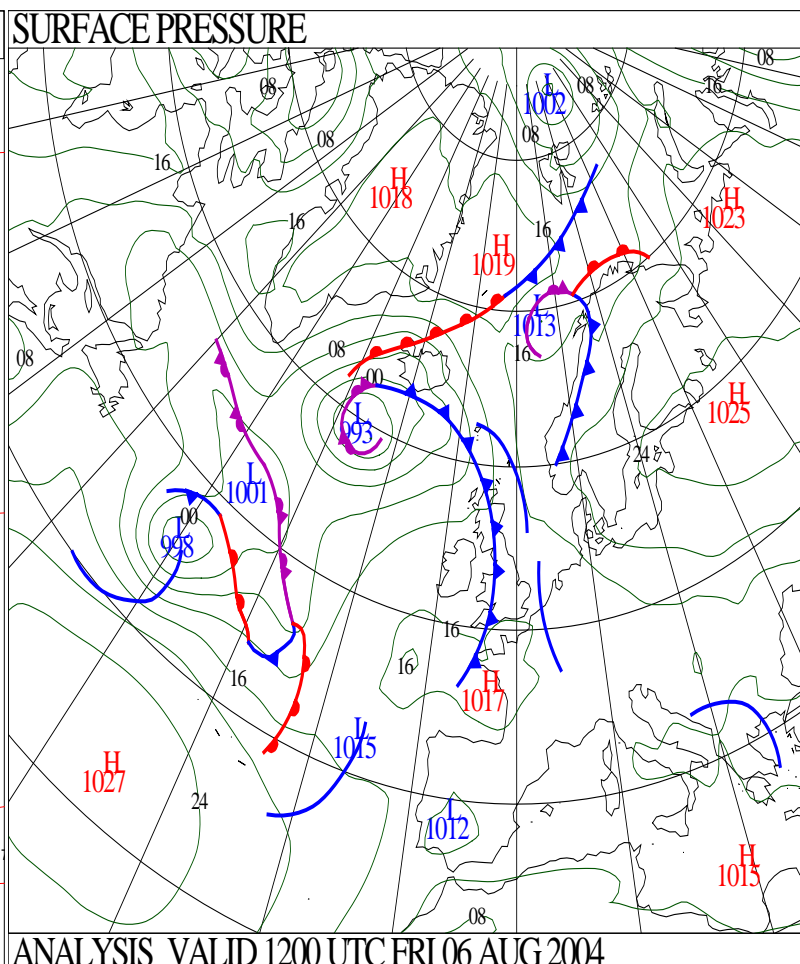 SURFACE PRESSURE
08
L
08
08
16
1002
08
08
16
H
1018
H
1023
16
16
H
1019
L
1013
08
08
16
00
H
1025
L
993
24
L
1001
00
L
998
16
16
16
H
1017
L
1015
H
1027
24
L
1012
H
1015
08
ANALYSIS VALID 1200 UTC FRI 06 AUG 2004